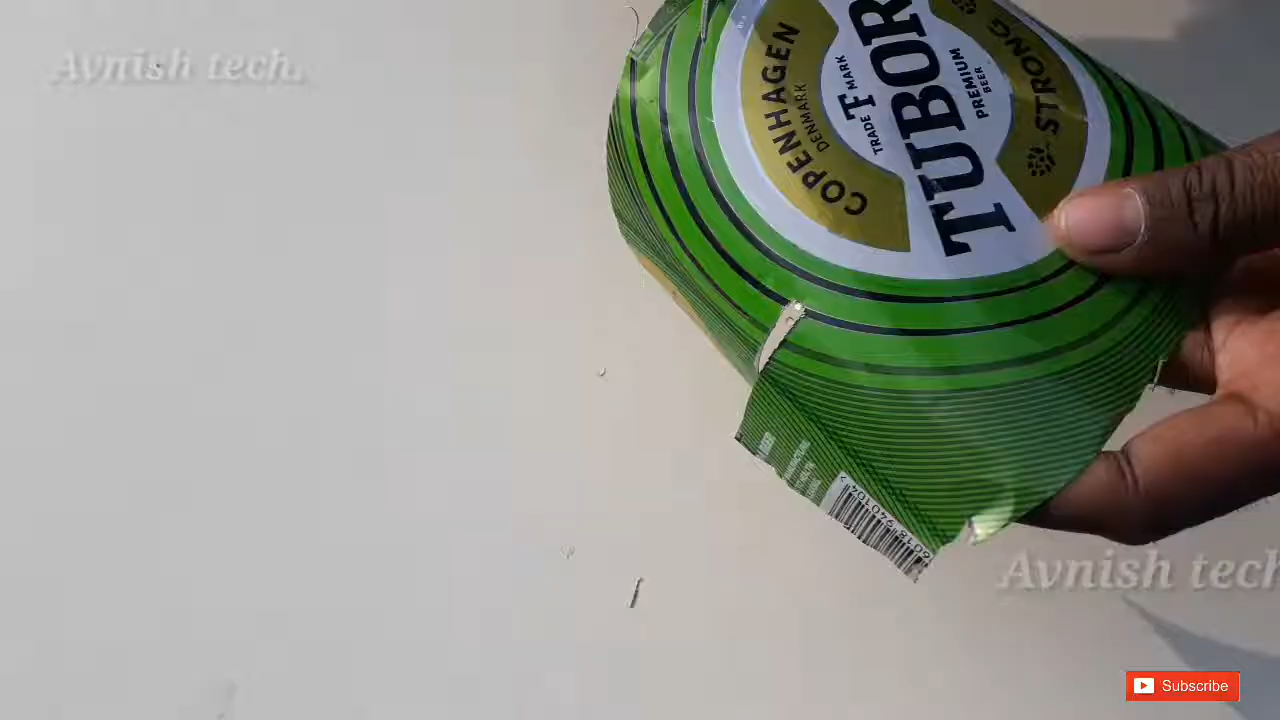 Avnish tech.
COPENHAGEN
DENMARK
TRADE T MARK
TUBOR
PREMIUM
BEER
STRONG
Avnish tech
Subscribe